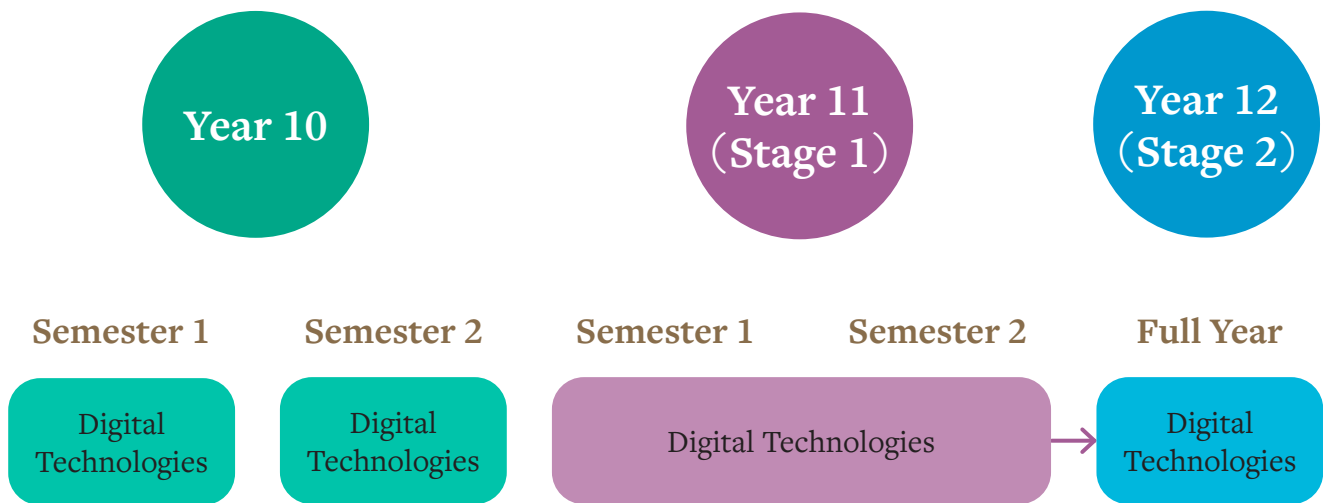 Year 10
Year 11
(Stage 1)
Year 12
(Stage 2)
Semester 1
Semester 2
Semester 1
Semester 2
Full Year
Digital
Technologies
Digital
Technologies
Digital Technologies
Digital
Technologies